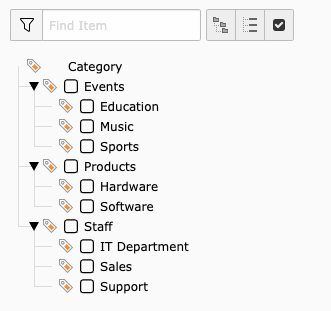 Find Item
Category
Events
Education
Music
Sports
Products
Hardware
Software
Staff
IT Department
Sales
Support